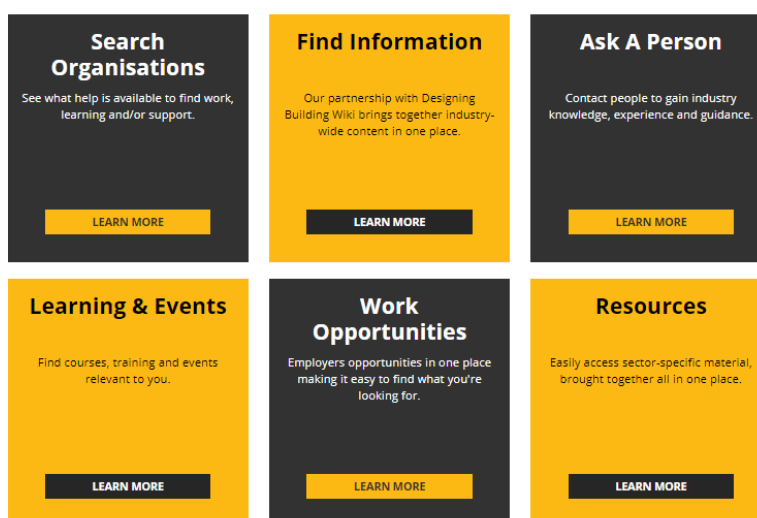 Search
Organisations
See what help is available to find work,
learning and/or support.
LEARN MORE
Find Information
Our partnership with Designing
Building Wiki brings together industry-
wide content in one place.
LEARN MORE
Ask A Person
Contact people to gain industry
knowledge, experience and guidance.
LEARN MORE
Learning & Events
Find courses, training and events
relevant to you.
LEARN MORE
Work
Opportunities
Employers opportunities in one place
making it easy to find what you're
looking for.
LEARN MORE
Resources
Easily access sector-specific material,
brought together all in one place.
LEARN MORE